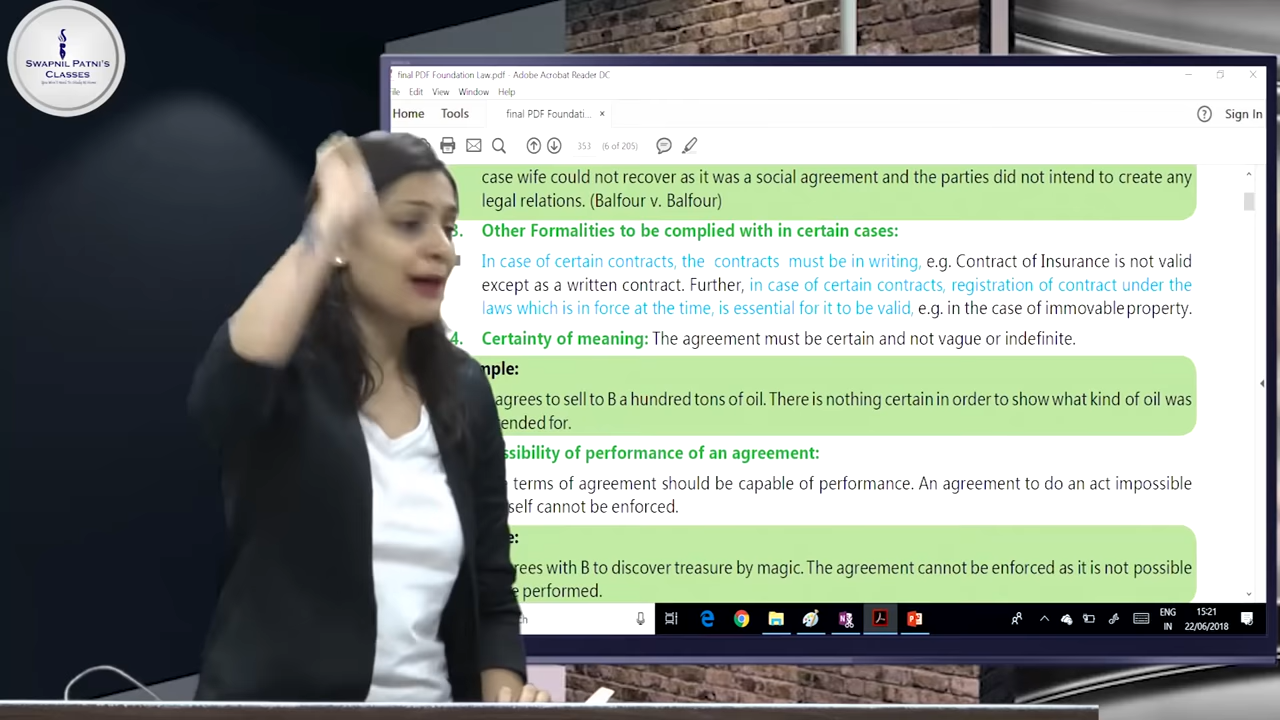 SWAPNIL PATNI'S
CLASSES
final PDF Foundation Law.pdf - Adobe Acrobat Reader DC
ile Edit View Window Help
Home Tools final PDF Foundati... × Sign In
353 (6 of 205)
case wife could not recover as it was a social agreement and the parties did not intend to create any
legal relations. (Balfour v. Balfour)
3. Other Formalities to be complied with in certain cases:
In case of certain contracts, the contracts must be in writing, e.g. Contract of Insurance is not valid
except as a written contract. Further, in case of certain contracts, registration of contract under the
laws which is in force at the time, is essential for it to be valid, e.g. in the case of immovable property.
4. Certainty of meaning: The agreement must be certain and not vague or indefinite.
mple:
agrees to sell to B a hundred tons of oil. There is nothing certain in order to show what kind of oil was
ended for.
ssibility of performance of an agreement:
terms of agreement should be capable of performance. An agreement to do an act impossible
self cannot be enforced.
e:
rees with B to discover treasure by magic. The agreement cannot be enforced as it is not possible
e performed.
ch
ENG
IN
15:21
22/06/2018